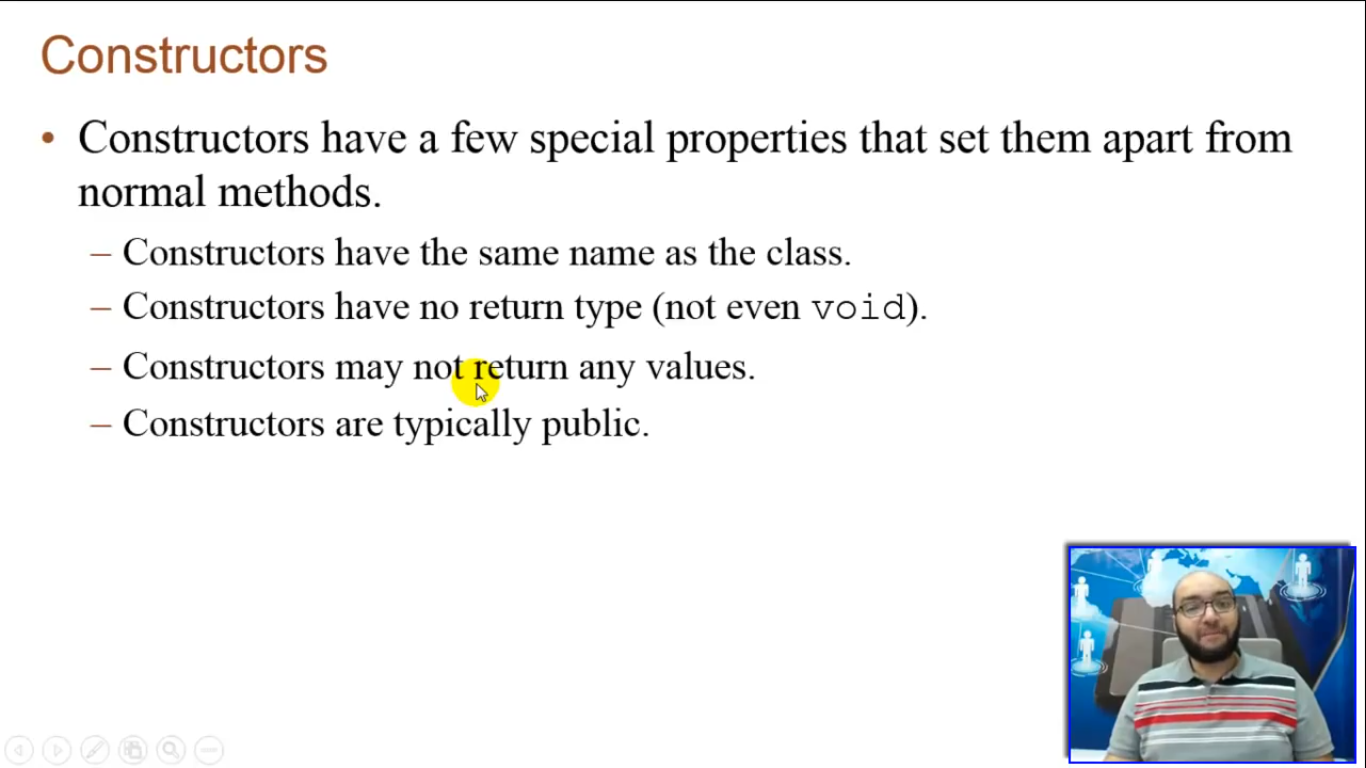 Constructors
• Constructors have a few special properties that set them apart from
normal methods.
– Constructors have the same name as the class.
– Constructors have no return type (not even void).
– Constructors may not return any values.
– Constructors are typically public.